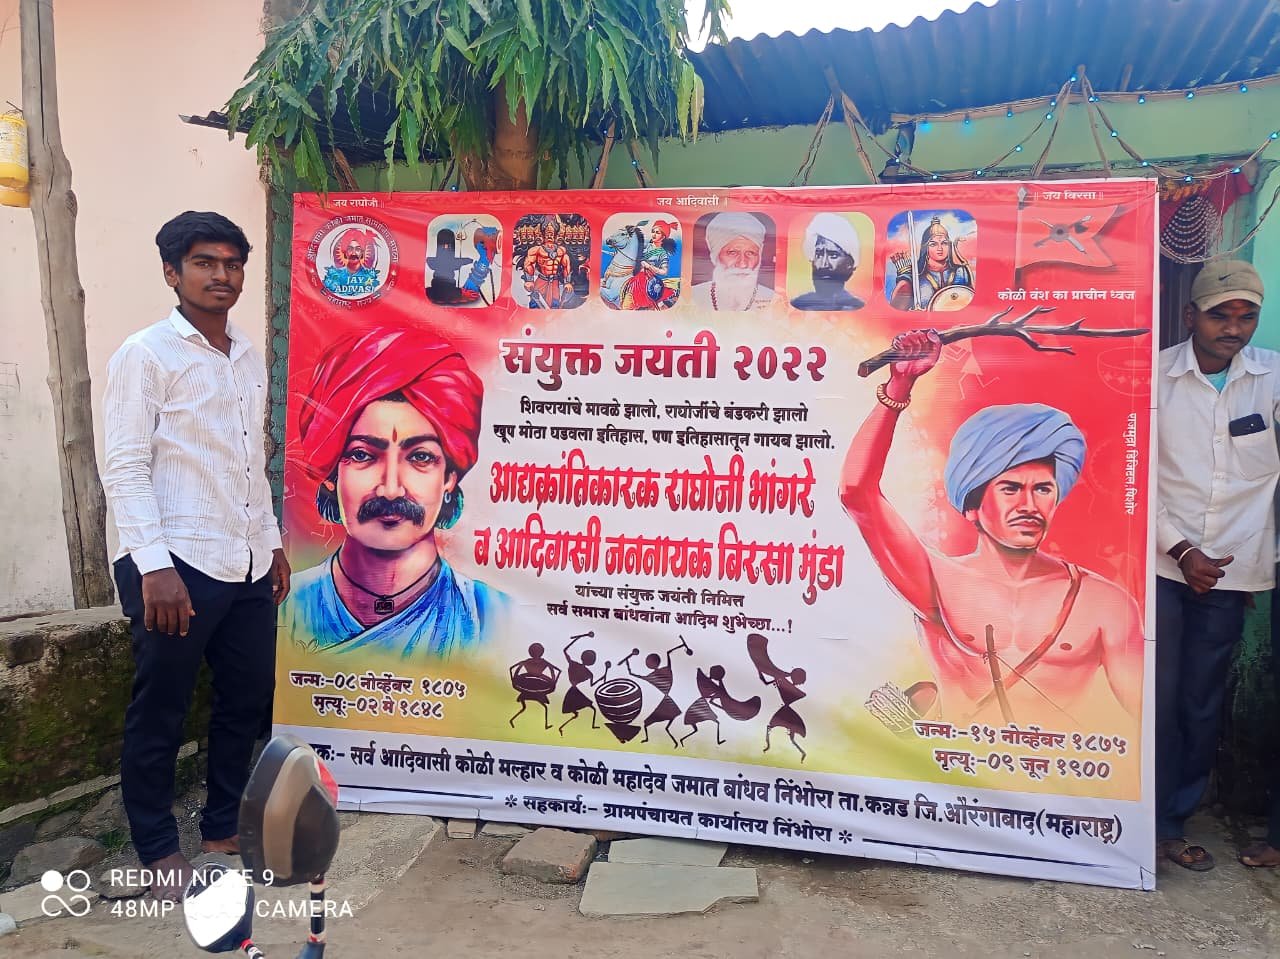 ॥ जय राघोजी ॥
जय आदिवासी ।
॥ जय बिरसा ॥
JAY
ADIVASI
कोळी वंश का प्राचीन ध्वज
संयुक्त जयंती २०२२
शिवरायांचे मावळे झालो, राघोजींचे बंडकरी झालो
खूप मोठा घडवला इतिहास, पण इतिहासातून गायब झालो.
आद्यक्रांतिकारक राघोजी भांगरे
व आदिवासी जननायक बिरसा मुंडा
यांच्या संयुक्त जयंती निमित्त
सर्व समाज बांधवांना आदिम शुभेच्छा...!
जन्म:-०८ नोव्हेंबर १८०५
मृत्यू:-०२ मे १८४८
जन्म:-१५ नोव्हेंबर १८७५
मृत्यू:-०९ जून १९००
क:- सर्व आदिवासी कोळी मल्हार व कोळी महादेव जमात बांधव निंभोरा ता.कन्नड जि.औरंगाबाद(महाराष्ट्र)
* सहकार्य:- ग्रामपंचायत कार्यालय निंभोरा *
REDMI NOTE 9
48MP QUAD CAMERA